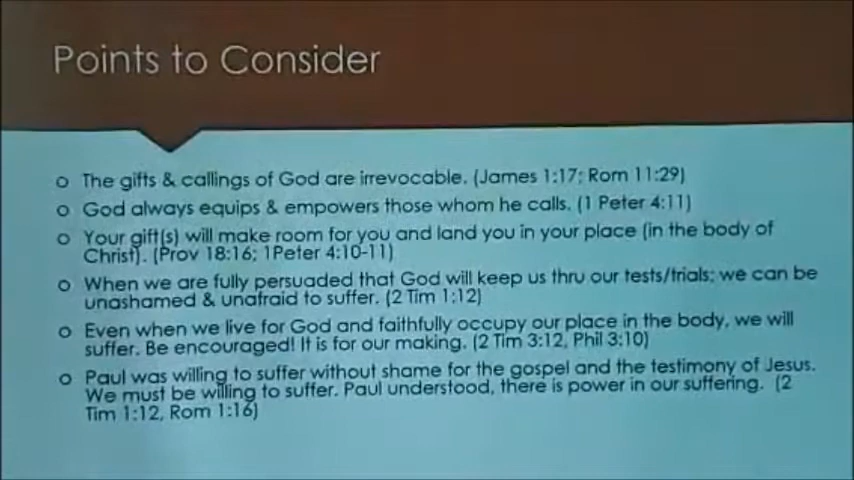 Points to Consider
The gifts & callings of God are irrevocable. (James 1:17; Rom 11:29)
God always equips & empowers those whom he calls. (1 Peter 4:11)
Your gift(s) will make room for you and land you in your place (in the body of
Christ). (Prov 18:16; 1Peter 4:10-11)
When we are fully persuaded that God will keep us thru our tests/trials; we can be
unashamed & unafraid to suffer. (2 Tim 1:12)
Even when we live for God and faithfully occupy our place in the body, we will
suffer. Be encouraged! It is for our making. (2 Tim 3:12, Phil 3:10)
Paul was willing to suffer without shame for the gospel and the testimony of Jesus.
We must be willing to suffer. Paul understood, there is power in our suffering. (2
Tim 1:12, Rom 1:16)